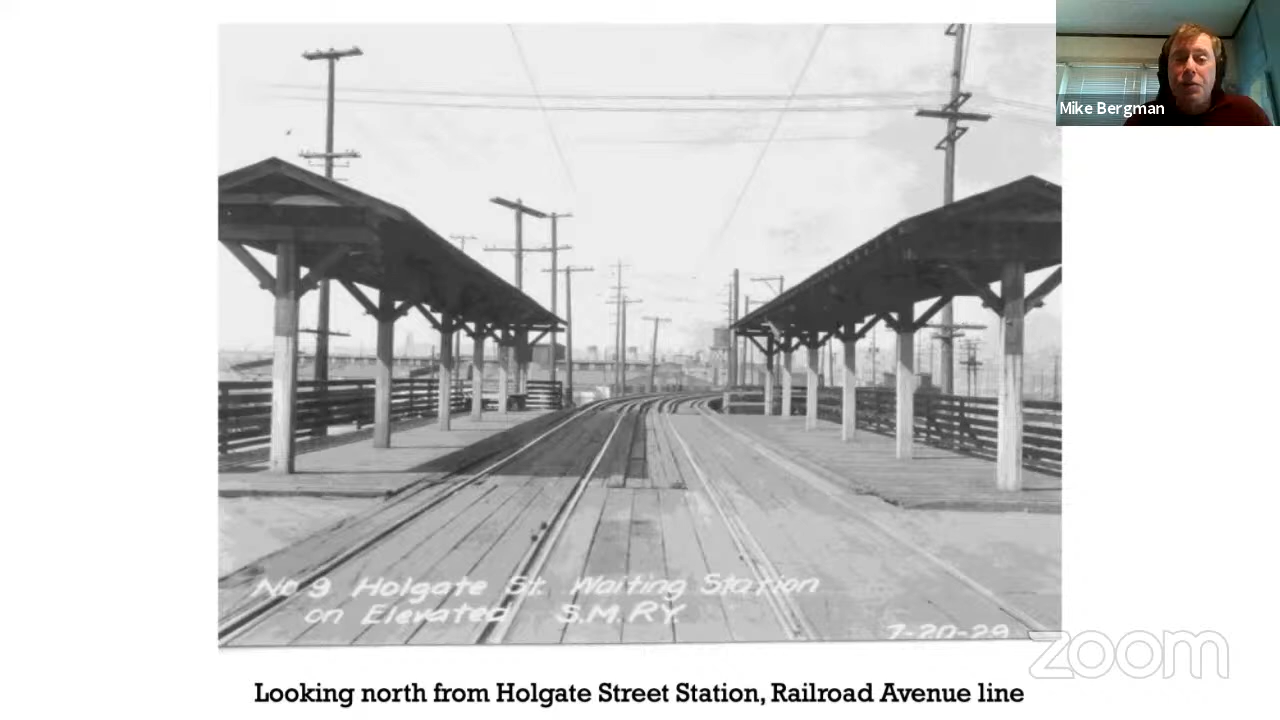 Mike Bergman
No 9 Holgate St. Waiting Station
on Elevated S.M.RY.
7-20-29
zoom
Looking north from Holgate Street Station, Railroad Avenue line